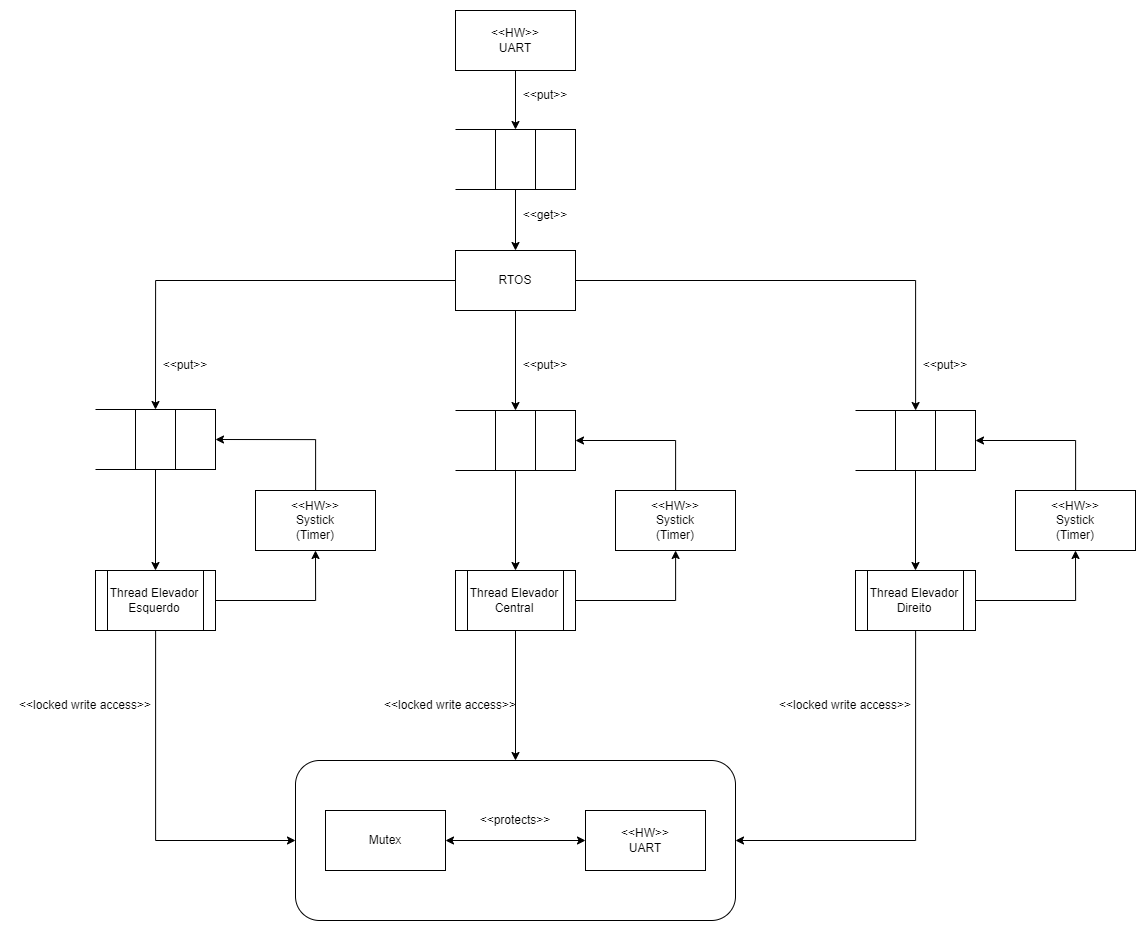 <<HW>>
UART
<<put>>
<<get>>
RTOS
<<put>>
<<put>>
<<put>>
<<HW>>
Systick
(Timer)
<<HW>>
Systick
(Timer)
<<HW>>
Systick
(Timer)
Thread Elevador
Esquerdo
Thread Elevador
Central
Thread Elevador
Direito
<<locked write access>>
<<locked write access>>
<<locked write access>>
Mutex
<<protects>>
<<HW>>
UART